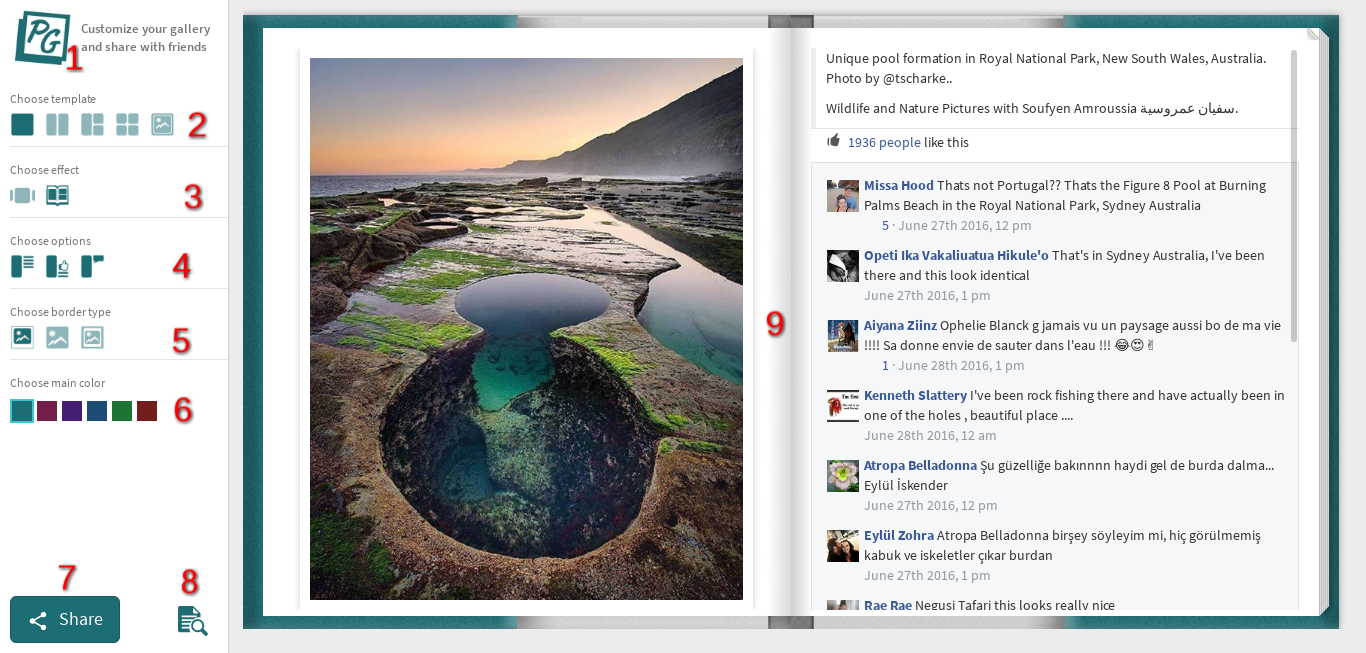 PG
Customize your gallery
and share with friends
1
Choose template
2
Choose effect
3
Choose options
4
Choose border type
5
Choose main color
6
7
8
Share
9
Unique pool formation in Royal National Park, New South Wales, Australia.
Photo by @tscharke..
Wildlife and Nature Pictures with Soufyen Amroussia سفيان عمروسية.
1936 people like this
Missa Hood Thats not Portugal?? Thats the Figure 8 Pool at Burning
Palms Beach in the Royal National Park, Sydney Australia
5 · June 27th 2016, 12 pm
Opeti Ika Vakaliuatua Hikule'o That's in Sydney Australia, I've been
there and this look identical
June 27th 2016, 1 pm
Aiyana Ziinz Ophelie Blanck g jamais vu un paysage aussi bo de ma vie
!!!! Sa donne envie de sauter dans l'eau !!! 😂😍✌
1 · June 28th 2016, 1 pm
Kenneth Slattery I've been rock fishing there and have actually been in
one of the holes , beautiful place ....
June 28th 2016, 12 am
Atropa Belladonna Şu güzelliğe bakınnnn haydi gel de burda dalma...
Eylül İskender
June 27th 2016, 12 pm
Eylül Zohra Atropa Belladonna birşey söyleyim mi, hiç görülmemiş
kabuk ve iskeletler çıkar burdan
June 27th 2016, 1 pm
Rae Rae Negusi Tafari this looks really nice